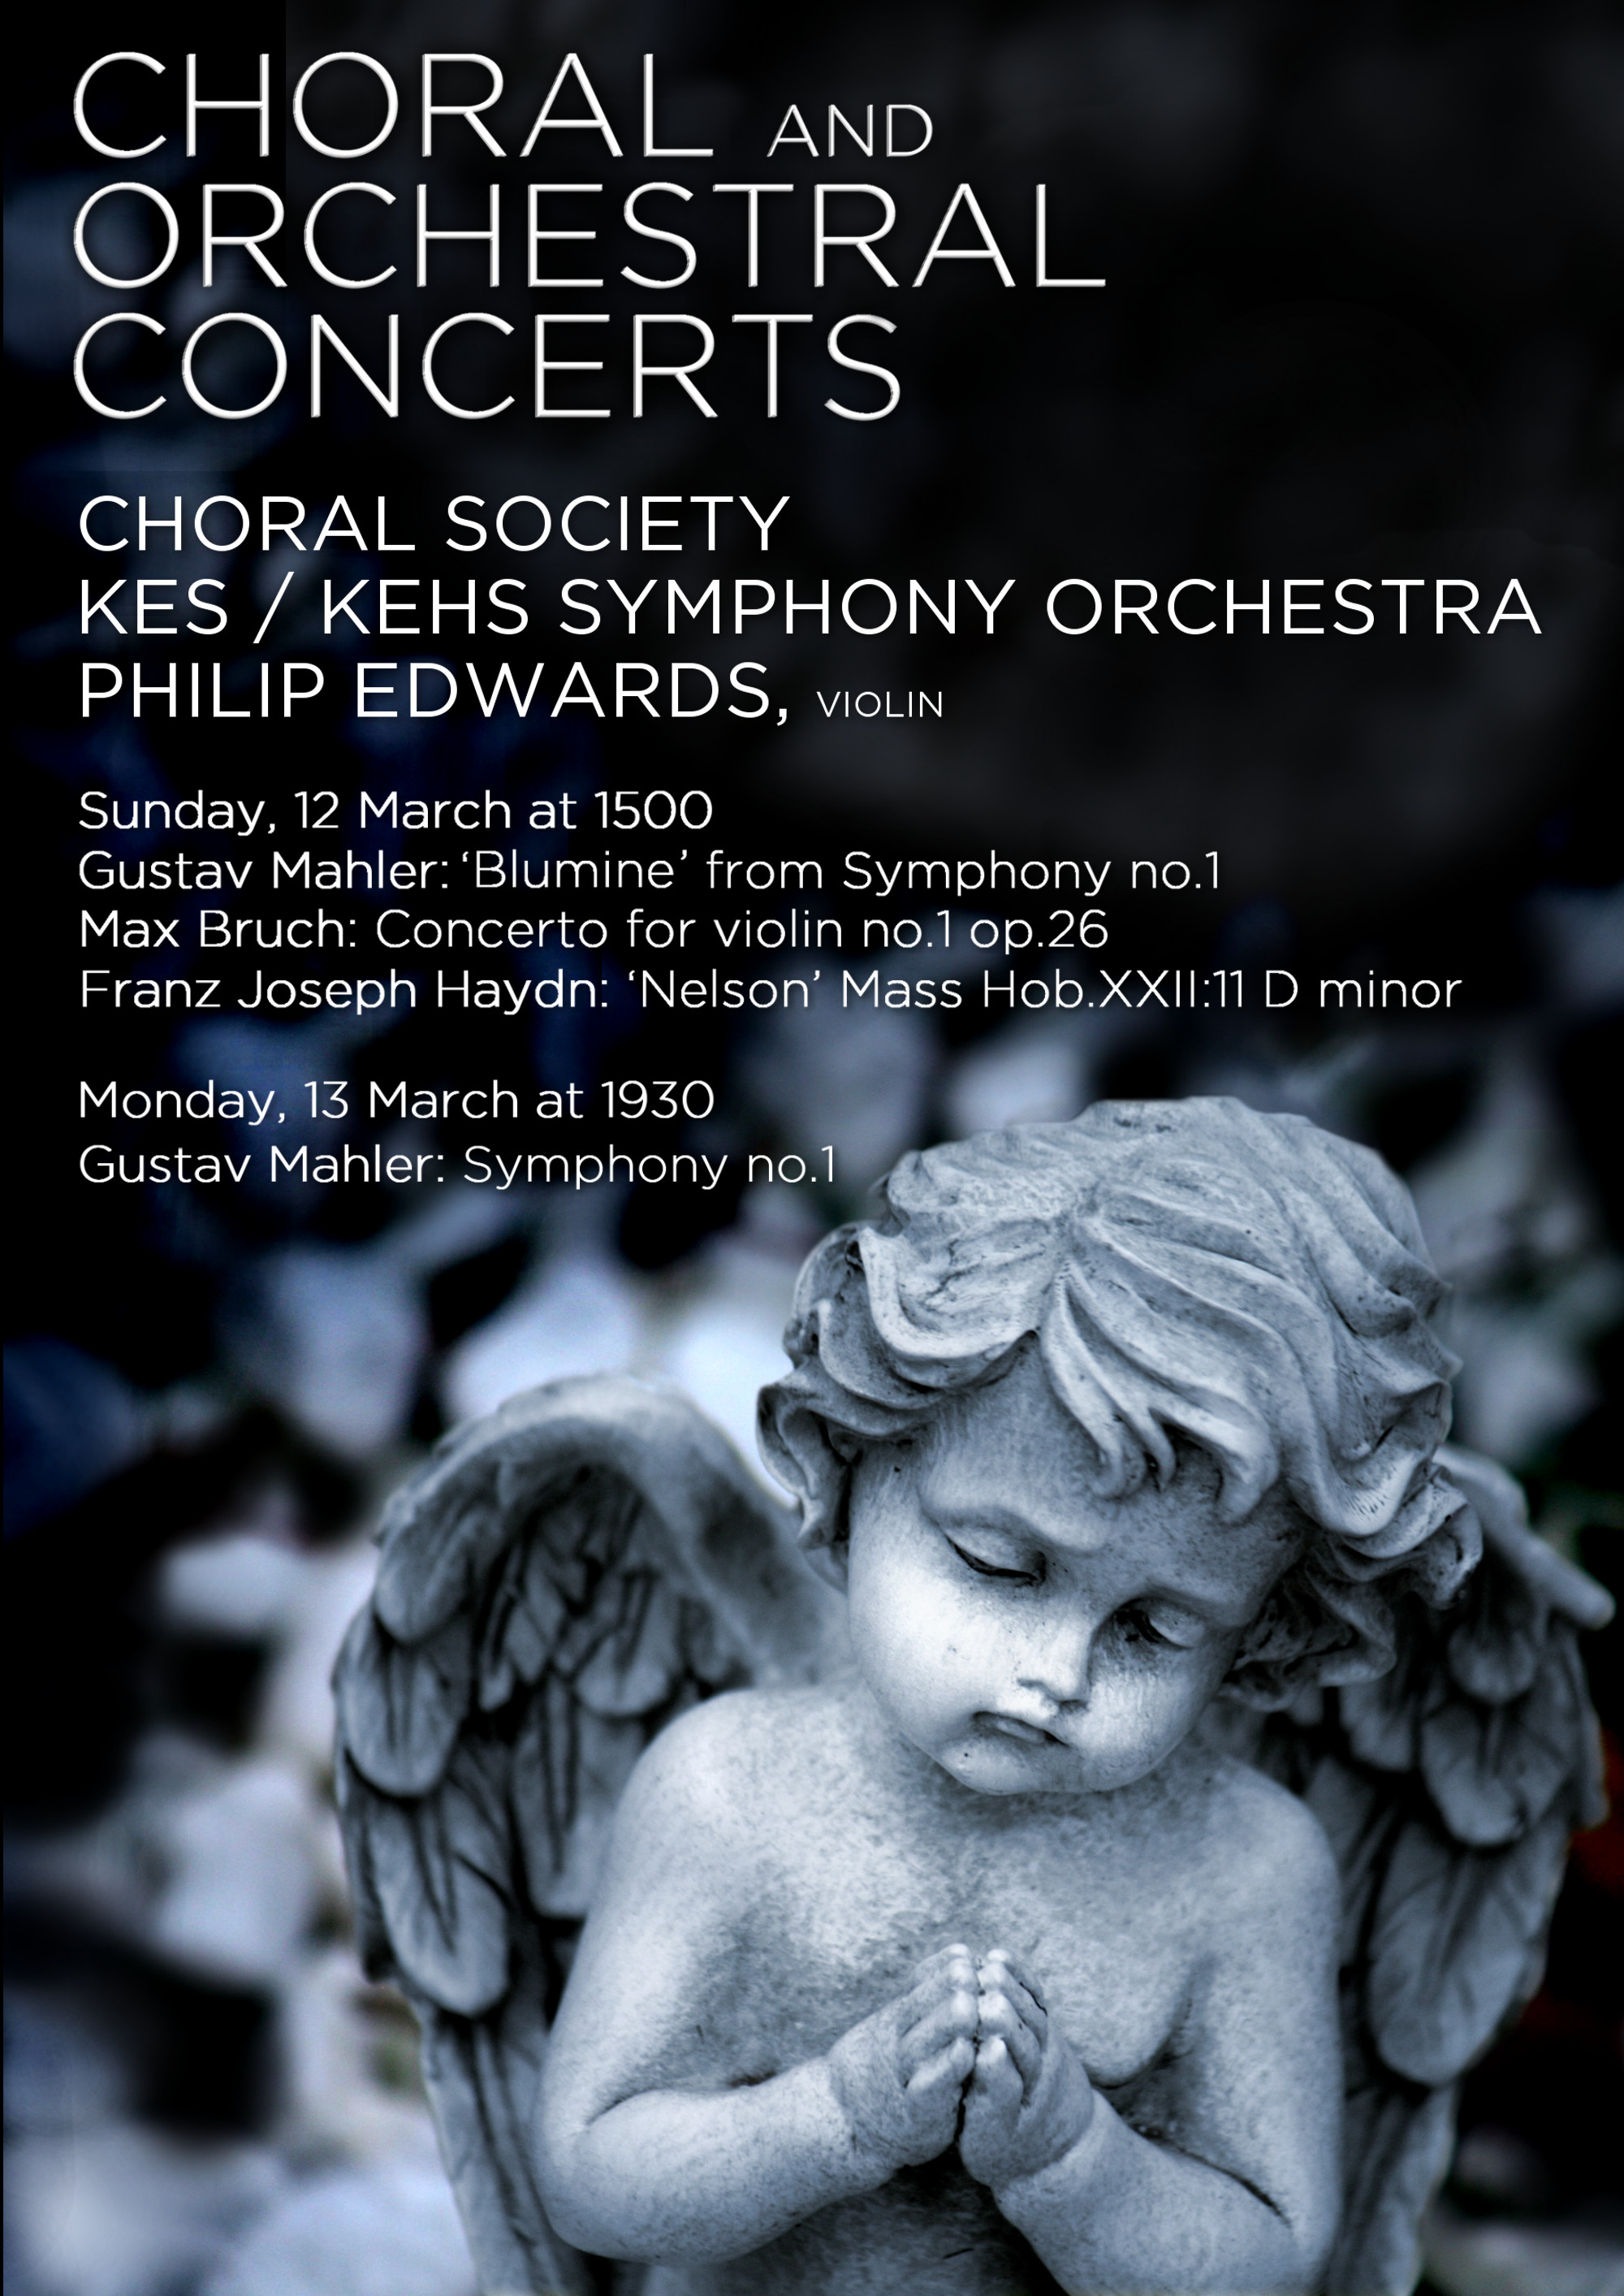 CHORAL AND
ORCHESTRAL
CONCERTS
CHORAL SOCIETY
KES / KEHS SYMPHONY ORCHESTRA
PHILIP EDWARDS, VIOLIN
Sunday, 12 March at 1500
Gustav Mahler: ‘Blumine’ from Symphony no.1
Max Bruch: Concerto for violin no.1 op.26
Franz Joseph Haydn: ‘Nelson’ Mass Hob.XXII:11 D minor
Monday, 13 March at 1930
Gustav Mahler: Symphony no.1